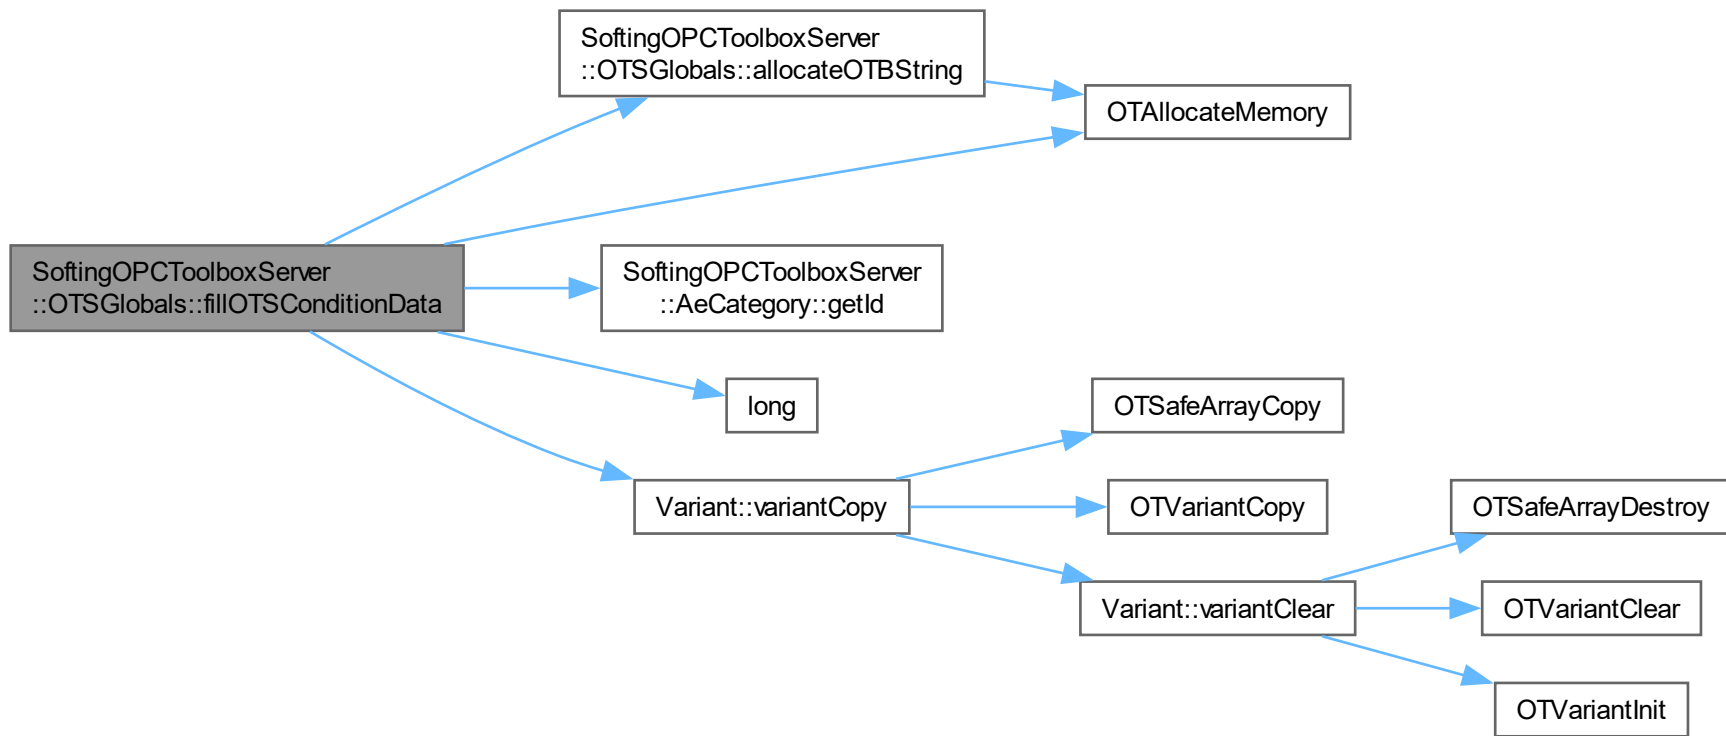 SoftingOPCToolboxServer
::OTSGlobals::allocateOTBString
OTAllocateMemory
SoftingOPCToolboxServer
::OTSGlobals::fillOTSConditionData
SoftingOPCToolboxServer
::AeCategory::getId
long
OTSafeArrayCopy
Variant::variantCopy
OTVariantCopy
OTSafeArrayDestroy
Variant::variantClear
OTVariantClear
OTVariantInit